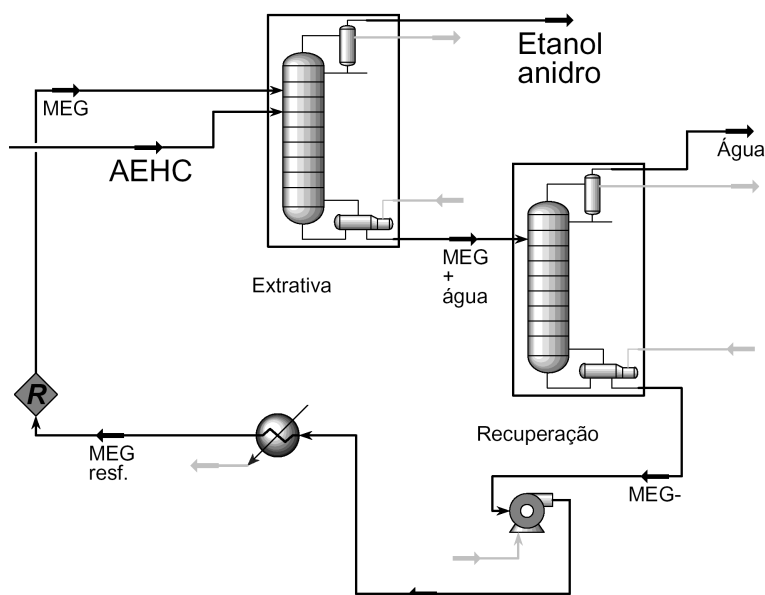 Etanol
anidro
MEG
AEHC
Água
MEG
+
água
Extrativa
R
Recuperação
MEG
resf.
MEG-